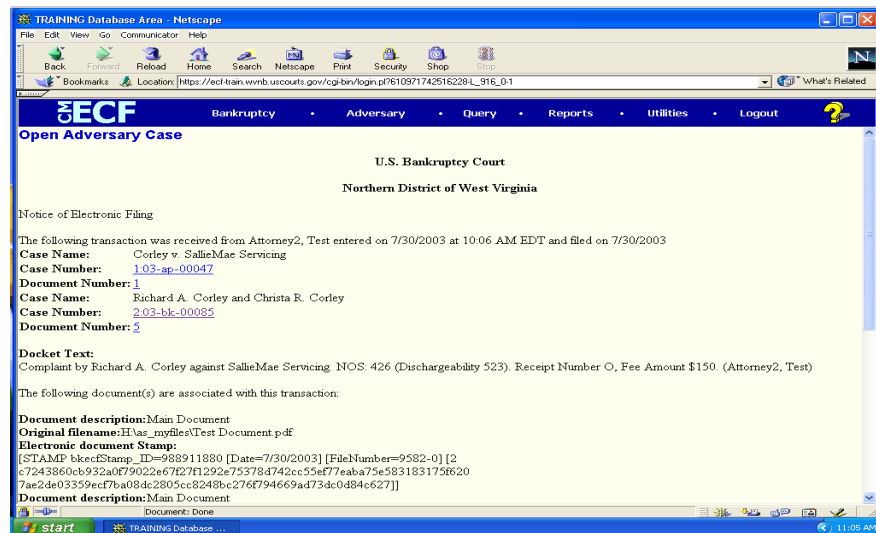 TRAINING Database Area - Netscape
File Edit View Go Communicator Help
Back Forward Reload Home Search Netscape Print Security Shop Stop
Bookmarks Location: https://ecf-train.wvnb.uscourts.gov/cgi-bin/login.pl?610971742516228-L_916_0-1 What's Related
CM ECF Bankruptcy • Adversary • Query • Reports • Utilities • Logout ?
Open Adversary Case
U.S. Bankruptcy Court
Northern District of West Virginia
Notice of Electronic Filing
The following transaction was received from Attorney2, Test entered on 7/30/2003 at 10:06 AM EDT and filed on 7/30/2003
Case Name: Corley v. SallieMae Servicing
Case Number: 1:03-ap-00047
Document Number: 1
Case Name: Richard A. Corley and Christa R. Corley
Case Number: 2:03-bk-00085
Document Number: 5
Docket Text:
Complaint by Richard A. Corley against SallieMae Servicing. NOS: 426 (Dischargeability 523). Receipt Number O, Fee Amount $150. (Attorney2, Test)
The following document(s) are associated with this transaction:
Document description:Main Document
Original filename:H:\as_myfiles\Test Document.pdf
Electronic document Stamp:
[STAMP bkecfStamp_ID=988911880 [Date=7/30/2003] [FileNumber=9582-0] [2
c7243860cb932a0f79022e67f27f1292e75378d742cc55ef77eaba75e583183175f620
7ae2de03359ecf7ba08dc2805cc8248bc276f794669ad73dc0d84c627]]
Document description:Main Document
Document: Done
start TRAINING Database ... 11:05 AM